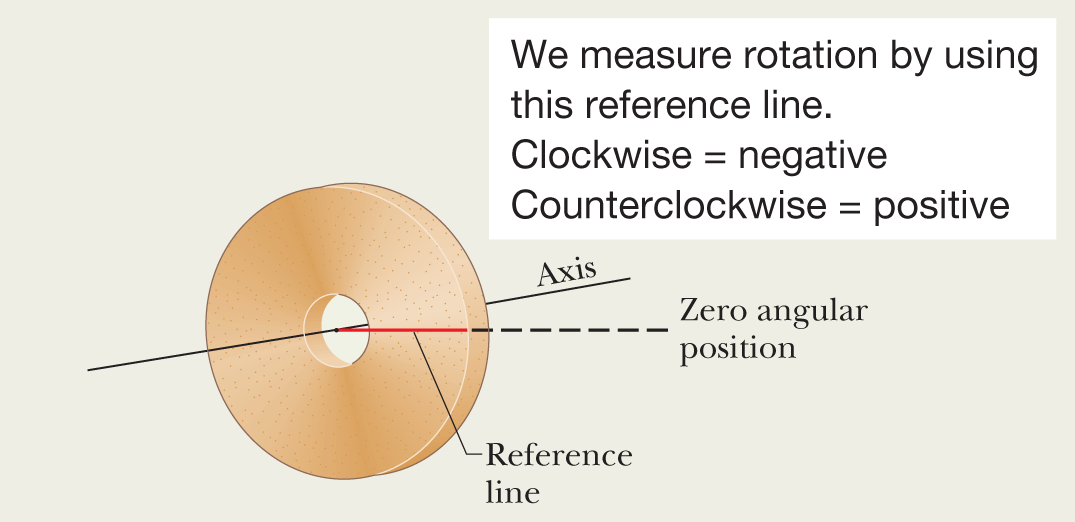 We measure rotation by using
this reference line.
Clockwise = negative
Counterclockwise = positive
Axis
Zero angular
position
Reference
line